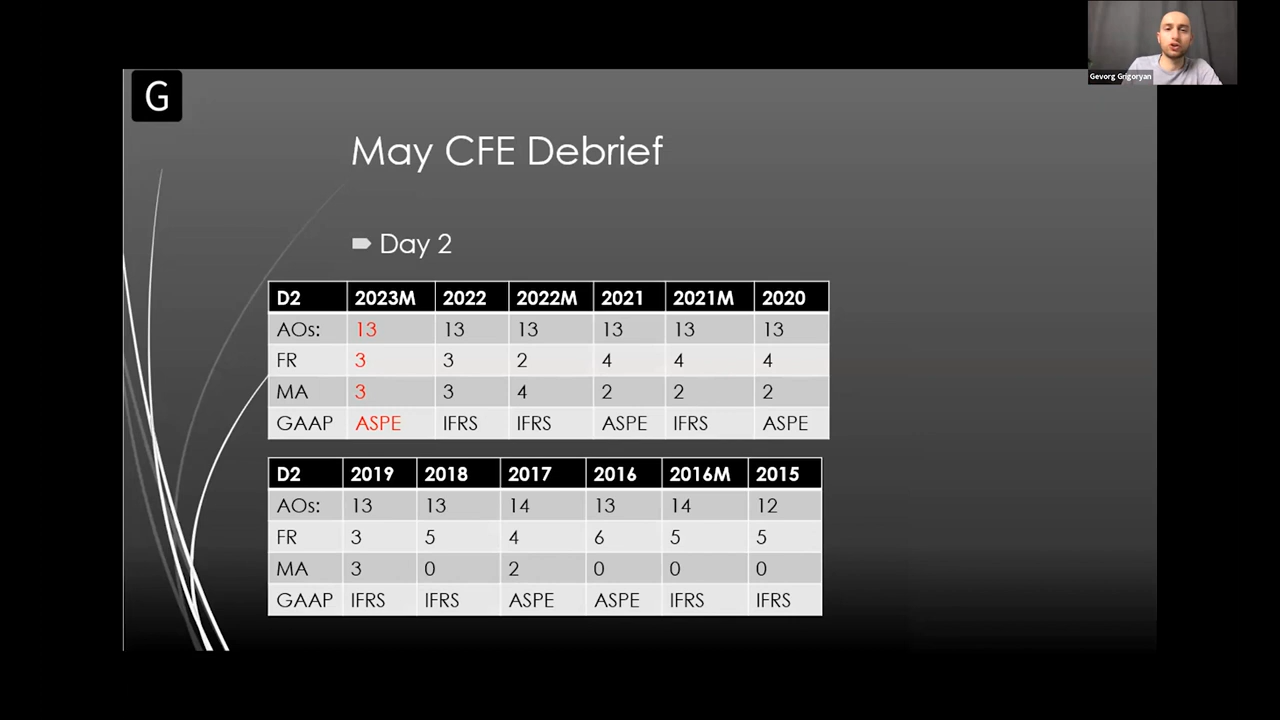 Gevorg Grigoryan
G
May CFE Debrief
Day 2
D2 2023M 2022 2022M 2021 2021M 2020
AOs: 13 13 13 13 13 13
FR 3 3 2 4 4 4
MA 3 3 4 2 2 2
GAAP ASPE IFRS IFRS ASPE IFRS ASPE
D2 2019 2018 2017 2016 2016M 2015
AOs: 13 13 14 13 14 12
FR 3 5 4 6 5 5
MA 3 0 2 0 0 0
GAAP IFRS IFRS ASPE ASPE IFRS IFRS